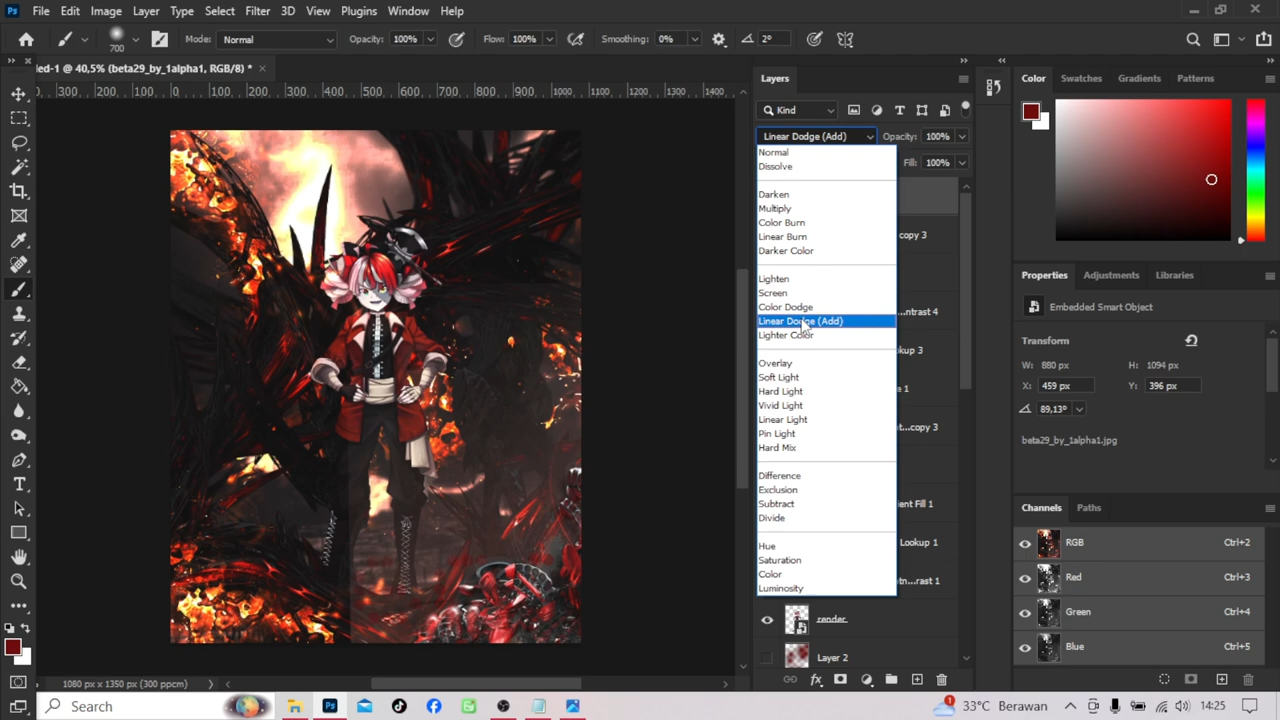 Ps File Edit Image Layer Type Select Filter 3D View Plugins Window Help
700 Mode: Normal Opacity: 100% Flow: 100% Smoothing: 0% 2°
led-1 @ 40,5% (beta29_by_1alpha1, RGB/8) *
300 200 100 0 100 200 300 400 500 600 700 800 900 1000 1100 1200 1300 1400
Layers
Kind
Linear Dodge (Add) Opacity: 100%
Fill: 100%
Normal
Dissolve
Darken
Multiply
Color Burn
Linear Burn
Darker Color
Lighten
Screen
Color Dodge
Linear Dodge (Add)
Lighter Color
Overlay
Soft Light
Hard Light
Vivid Light
Linear Light
Pin Light
Hard Mix
Difference
Exclusion
Subtract
Divide
Hue
Saturation
Color
Luminosity
copy 3
...ntrast 4
...okup 3
e 1
t...copy 3
ient Fill 1
Lookup 1
tn...rast 1
render
Layer 2
Color Swatches Gradients Patterns
Properties Adjustments Libraries
Embedded Smart Object
Transform
W: 880 px H: 1094 px
X: 459 px Y: 396 px
89,13°
beta29_by_1alpha1.jpg
Channels Paths
RGB Ctrl+2
Red Ctrl+3
Green Ctrl+4
Blue Ctrl+5
1080 px x 1350 px (300 ppcm)
Search
Ps
1
33°C Berawan
14:25